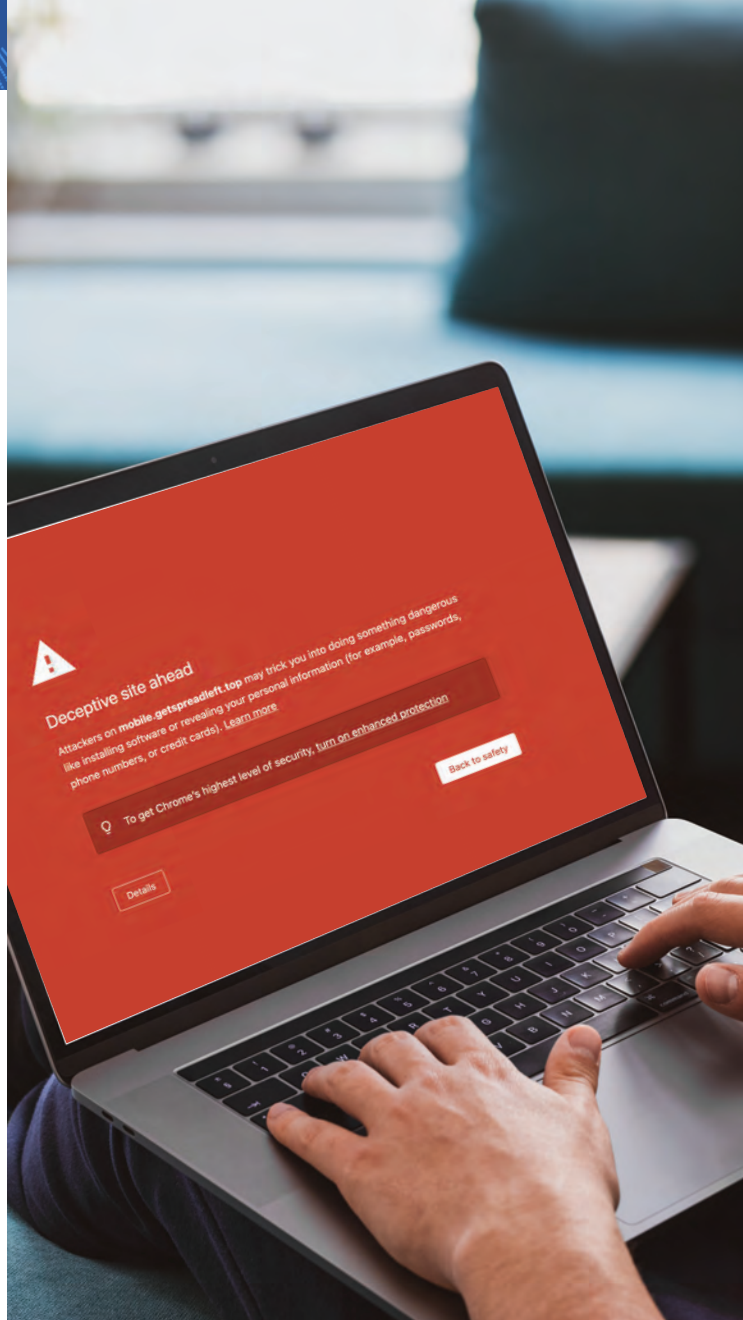 Deceptive site ahead
Attackers on mobile.getspreadleft.top may trick you into doing something dangerous
like installing software or revealing your personal information (for example, passwords,
phone numbers, or credit cards). Learn more
To get Chrome's highest level of security, turn on enhanced protection
Back to safety
Details